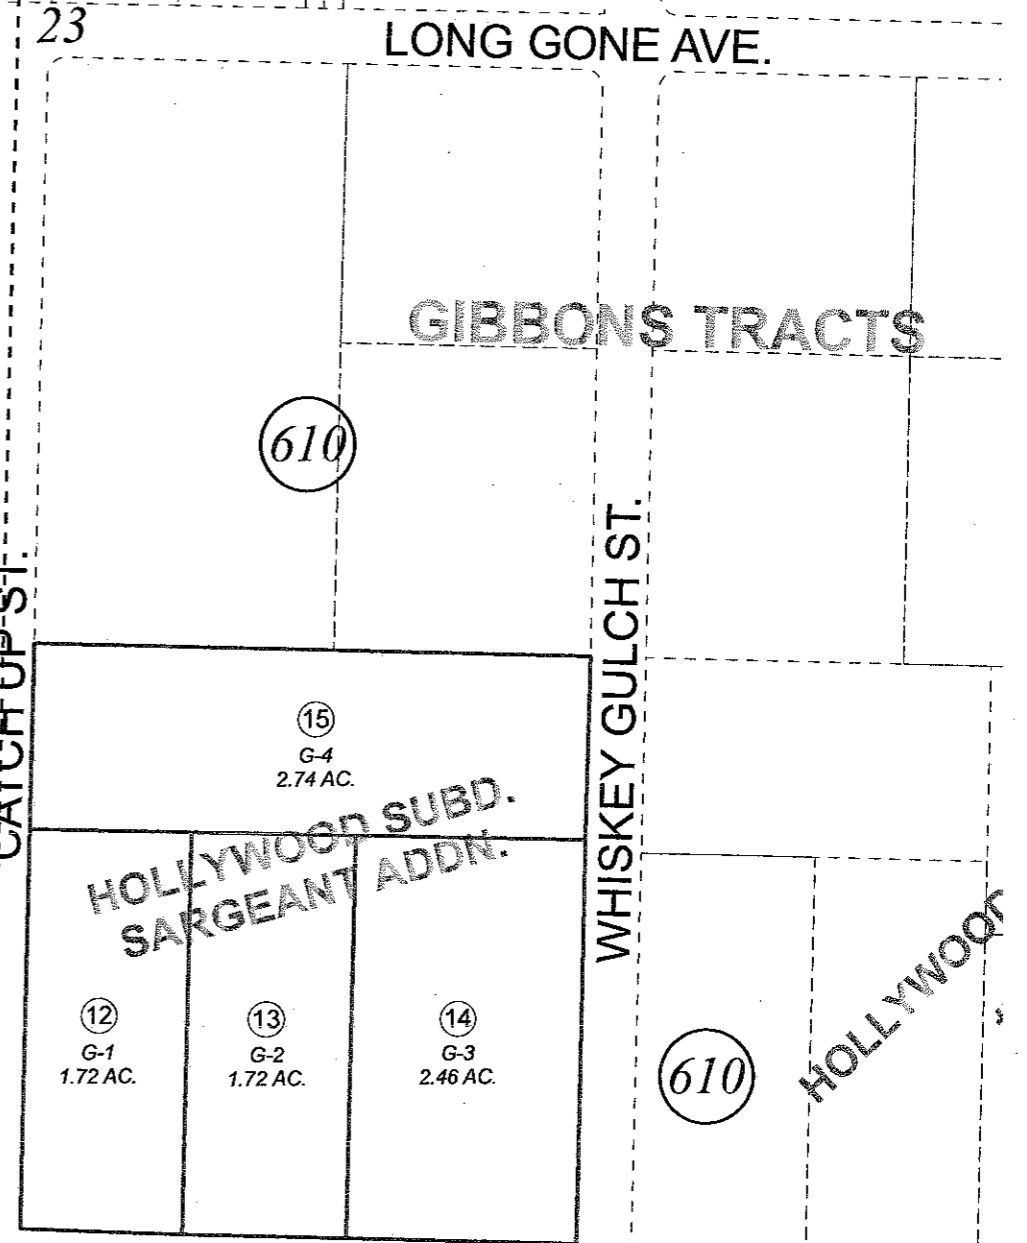 23
LONG GONE AVE.
GIBBONS TRACTS
610
CATCH UP ST.
WHISKEY GULCH ST.
15
G-4
2.74 AC.
HOLLYWOOD SUBD.
SARGEANT ADDN.
12
G-1
1.72 AC.
13
G-2
1.72 AC.
14
G-3
2.46 AC.
610
HOLLYWOOD